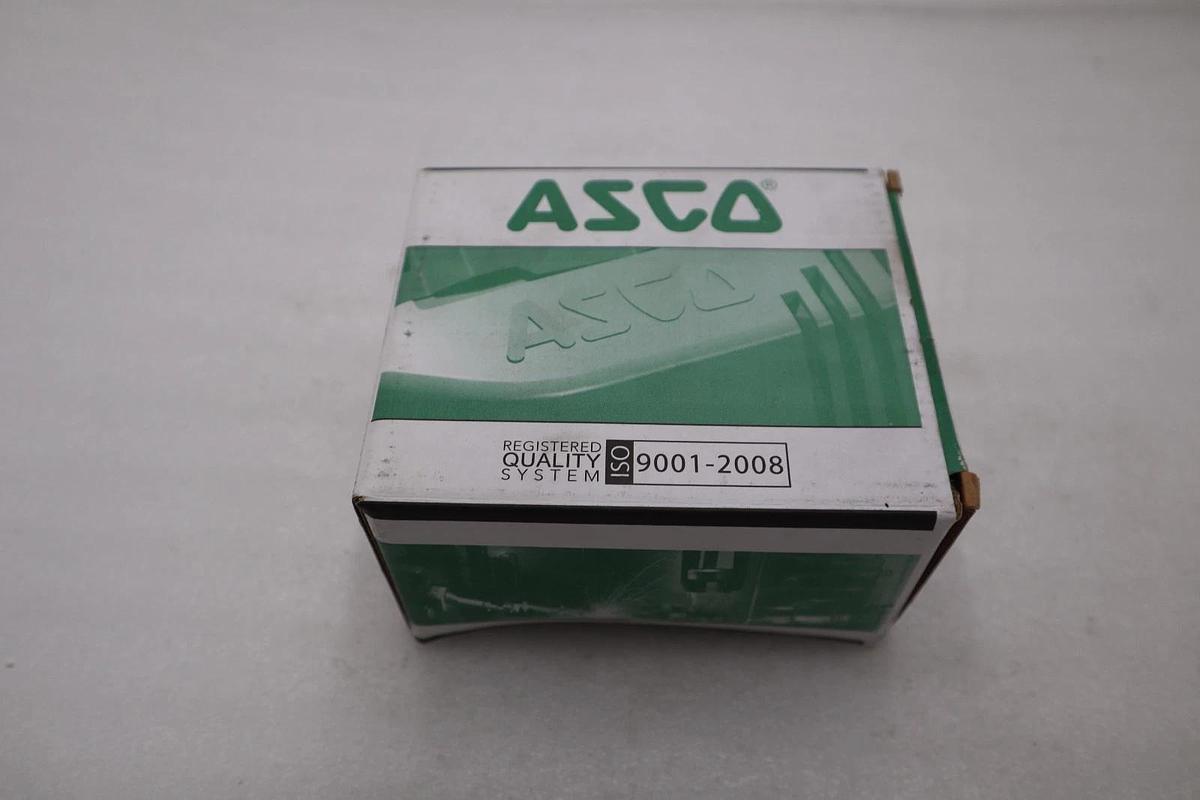 ASCO®
ASCO
REGISTERED
QUALITY
SYSTEM
ISO
9001-2008